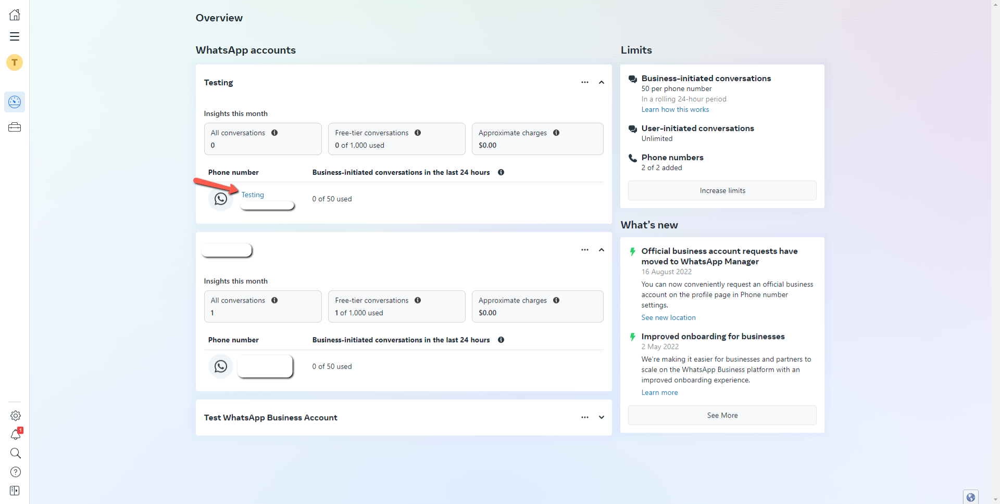 Overview
WhatsApp accounts
Testing
Insights this month
All conversations
0
Free-tier conversations
0 of 1,000 used
Approximate charges
$0.00
Phone number
Business-initiated conversations in the last 24 hours
Testing
0 of 50 used
Insights this month
All conversations
1
Free-tier conversations
1 of 1,000 used
Approximate charges
$0.00
Phone number
Business-initiated conversations in the last 24 hours
0 of 50 used
Test WhatsApp Business Account
Limits
Business-initiated conversations
50 per phone number
In a rolling 24-hour period
Learn how this works
User-initiated conversations
Unlimited
Phone numbers
2 of 2 added
Increase limits
What's new
Official business account requests have
moved to WhatsApp Manager
16 August 2022
You can now conveniently request an official business
account on the profile page in Phone number
settings.
See new location
Improved onboarding for businesses
2 May 2022
We're making it easier for businesses and partners to
scale on the WhatsApp Business platform with an
improved onboarding experience.
Learn more
See More
T
1